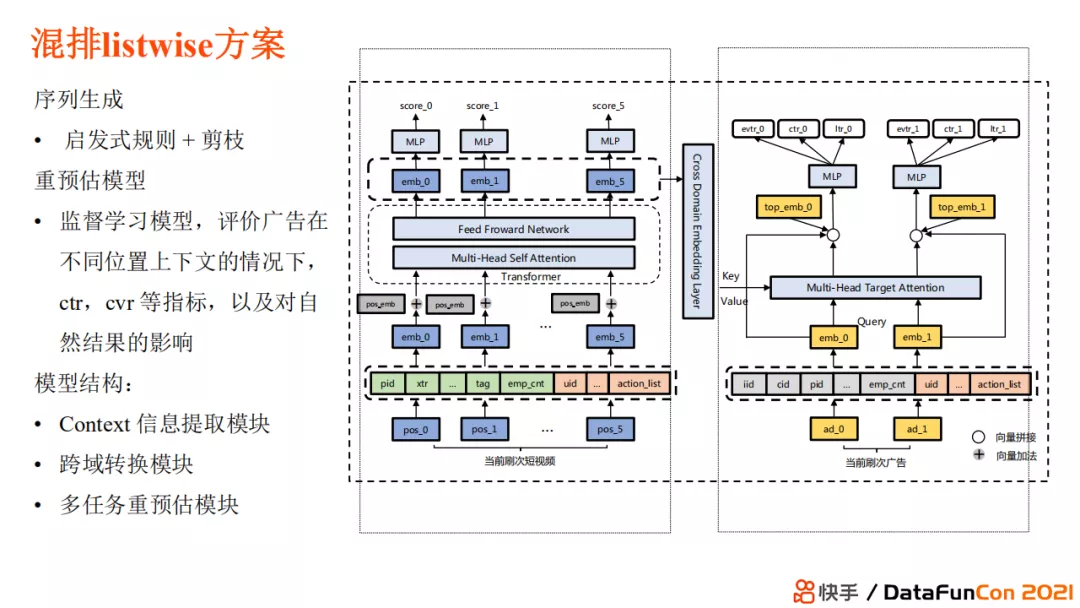 混排listwise方案
序列生成
• 启发式规则 + 剪枝
重预估模型
• 监督学习模型，评价广告在
不同位置上下文的情况下，
ctr，cvr 等指标，以及对自
然结果的影响
模型结构：
• Context 信息提取模块
• 跨域转换模块
• 多任务重预估模块
score_0 score_1 score_5
MLP MLP MLP
emb_0 emb_1 emb_5
Feed Froward Network
Multi-Head Self Attention
Transformer
pos_emb + pos_emb + pos_emb +
...
emb_0 emb_1 emb_5
pid xtr ... tag emp_cnt uid ... action_list
pos_0 pos_1 ... pos_5
当前刷次短视频
Cross Domain Embedding Layer
evtr_0 ctr_0 ltr_0 evtr_1 ctr_1 ltr_1
MLP MLP
top_emb_0 top_emb_1
Key
Value
Multi-Head Target Attention
Query
emb_0 emb_1
iid cid pid ... emp_cnt uid ... action_list
ad_0 ad_1
当前刷次广告
向量拼接
+ 向量加法
快手 / DataFunCon 2021